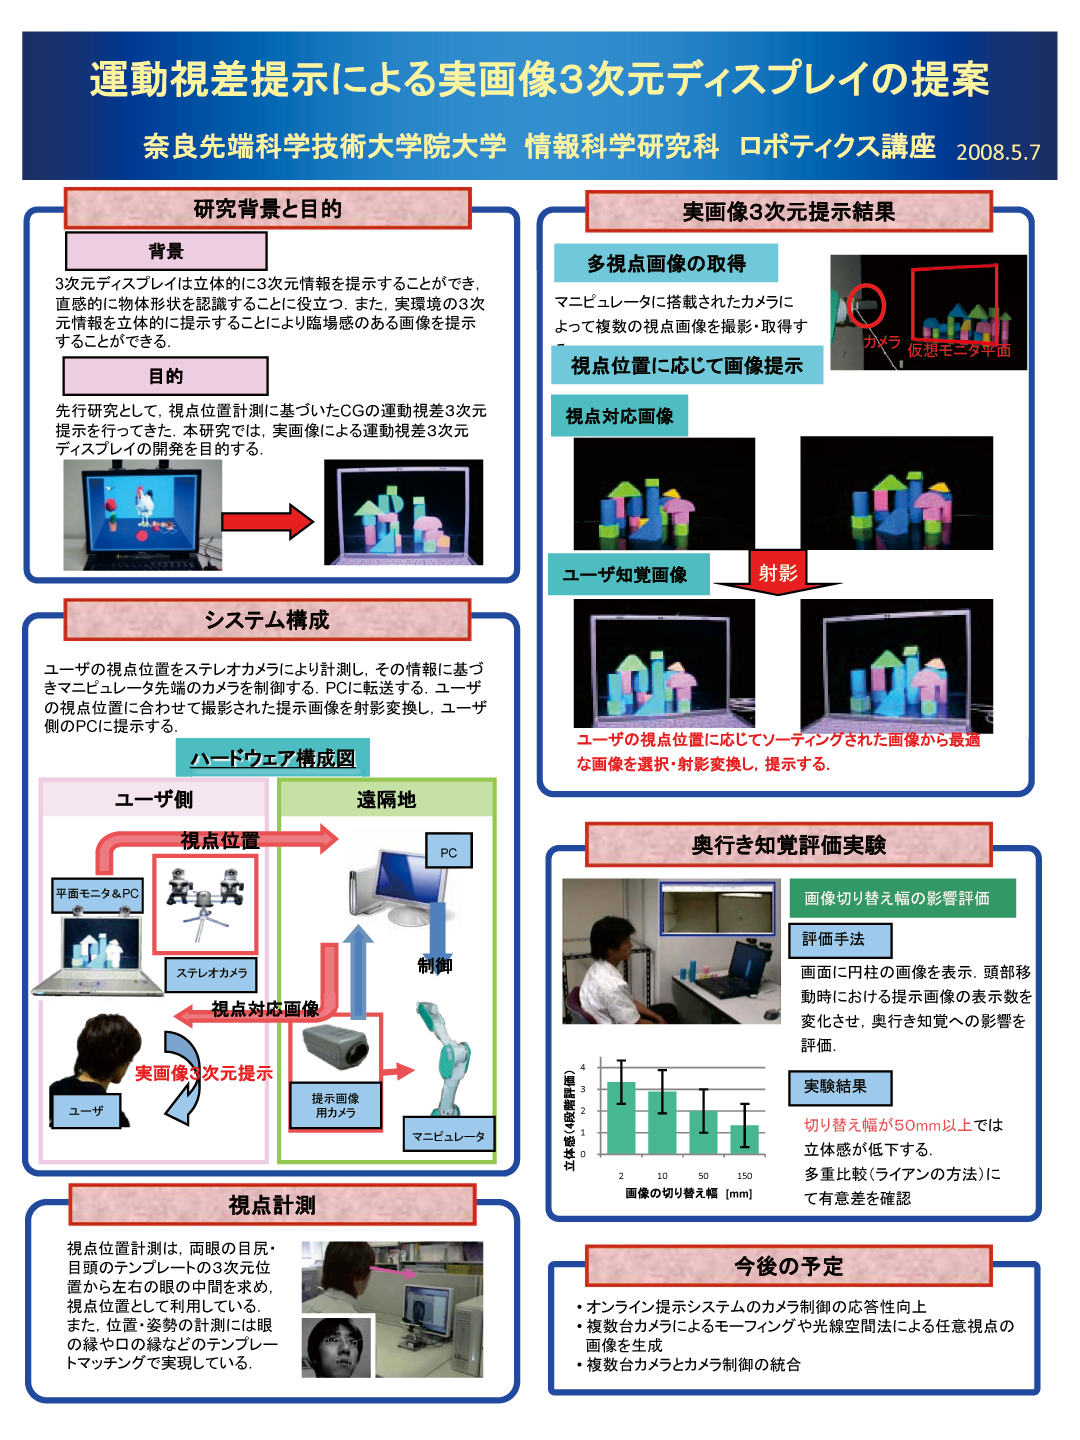 運動視差提示による実画像３次元ディスプレイの提案
奈良先端科学技術大学院大学 情報科学研究科 ロボティクス講座 2008.5.7
研究背景と目的
背景
３次元ディスプレイは立体的に３次元情報を提示することができ，
直感的に物体形状を認識することに役立つ．また，実環境の３次
元情報を立体的に提示することにより臨場感のある画像を提示
することができる．
目的
先行研究として，視点位置計測に基づいたCGの運動視差３次元
提示を行ってきた．本研究では，実画像による運動視差３次元
ディスプレイの開発を目的する．
システム構成
ユーザの視点位置をステレオカメラにより計測し，その情報に基づ
きマニピュレータ先端のカメラを制御する．PCに転送する．ユーザ
の視点位置に合わせて撮影された提示画像を射影変換し，ユーザ
側のPCに提示する．
ハードウェア構成図
ユーザ側
遠隔地
視点位置
PC
平面モニタ＆PC
ステレオカメラ
制御
視点対応画像
実画像３次元提示
ユーザ
提示画像
用カメラ
マニピュレータ
視点計測
視点位置計測は，両眼の目尻・
目頭のテンプレートの３次元位
置から左右の眼の中間を求め，
視点位置として利用している．
また，位置・姿勢の計測には眼
の縁や口の縁などのテンプレー
トマッチングで実現している．
実画像３次元提示結果
多視点画像の取得
マニピュレータに搭載されたカメラに
よって複数の視点画像を撮影・取得す
カメラ
仮想モニタ平面
視点位置に応じて画像提示
視点対応画像
ユーザ知覚画像
射影
ユーザの視点位置に応じてソーティングされた画像から最適
な画像を選択・射影変換し，提示する．
奥行き知覚評価実験
画像切り替え幅の影響評価
評価手法
画面に円柱の画像を表示．頭部移
動時における提示画像の表示数を
変化させ，奥行き知覚への影響を
評価．
立体感（4段階評価）
4
3
2
1
0
2 10 50 150
画像の切り替え幅 [mm]
実験結果
切り替え幅が５０mm以上では
立体感が低下する．
多重比較（ライアンの方法）に
て有意差を確認
今後の予定
・オンライン提示システムのカメラ制御の応答性向上
・複数台カメラによるモーフィングや光線空間法による任意視点の
画像を生成
・複数台カメラとカメラ制御の統合